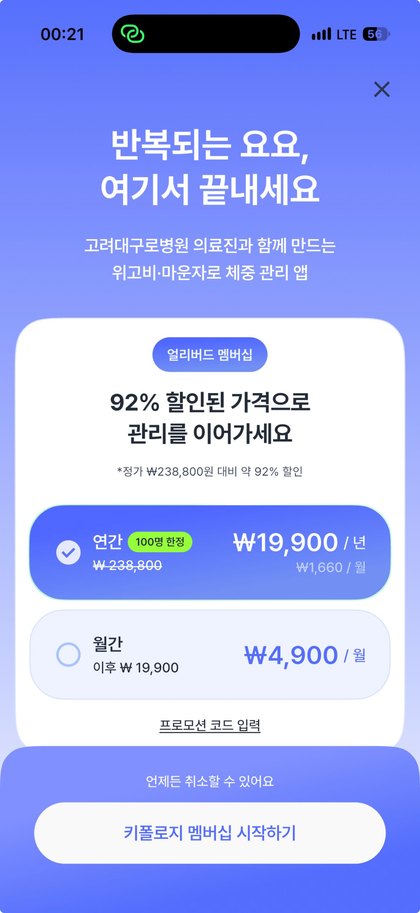 00:21
LTE 56
반복되는 요요,
여기서 끝내세요
고려대구로병원 의료진과 함께 만드는
위고비·마운자로 체중 관리 앱
얼리버드 멤버십
92% 할인된 가격으로
관리를 이어가세요
*정가 ₩238,800원 대비 약 92% 할인
연간 100명 한정 ₩19,900 / 년
₩ 238,800 ₩1,660 / 월
월간 ₩4,900 / 월
이후 ₩ 19,900
프로모션 코드 입력
언제든 취소할 수 있어요
키폴로지 멤버십 시작하기